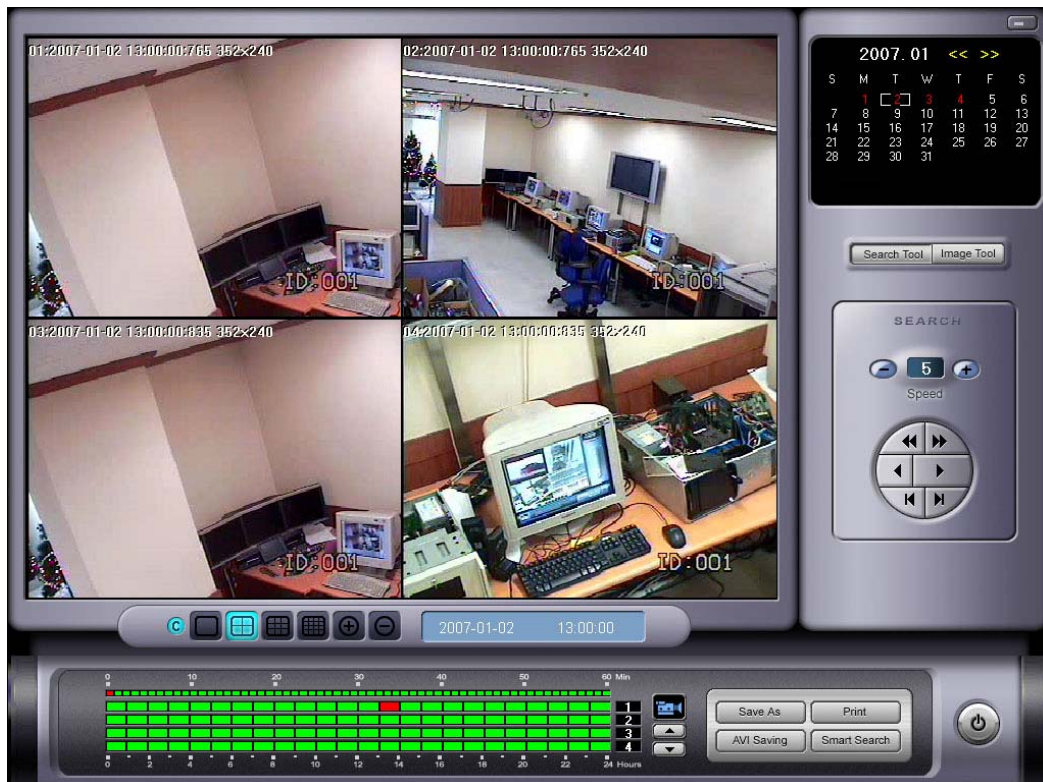 01:2007-01-02 13:00:00:765 352x240
02:2007-01-02 13:00:00:765 352x240
ID:001
ID:001
03:2007-01-02 13:00:00:835 352x240
04:2007-01-02 13:00:00:835 352x240
ID:001
ID:001
2007.01 << >>
S M T W T F S
1 2 3 4 5 6
7 8 9 10 11 12 13
14 15 16 17 18 19 20
21 22 23 24 25 26 27
28 29 30 31
Search Tool Image Tool
SEARCH
5
Speed
C
2007-01-02 13:00:00
0 10 20 30 40 50 60 Min
1
2
3
4
0 2 4 6 8 10 12 14 16 18 20 22 24 Hours
Save As Print
AVI Saving Smart Search